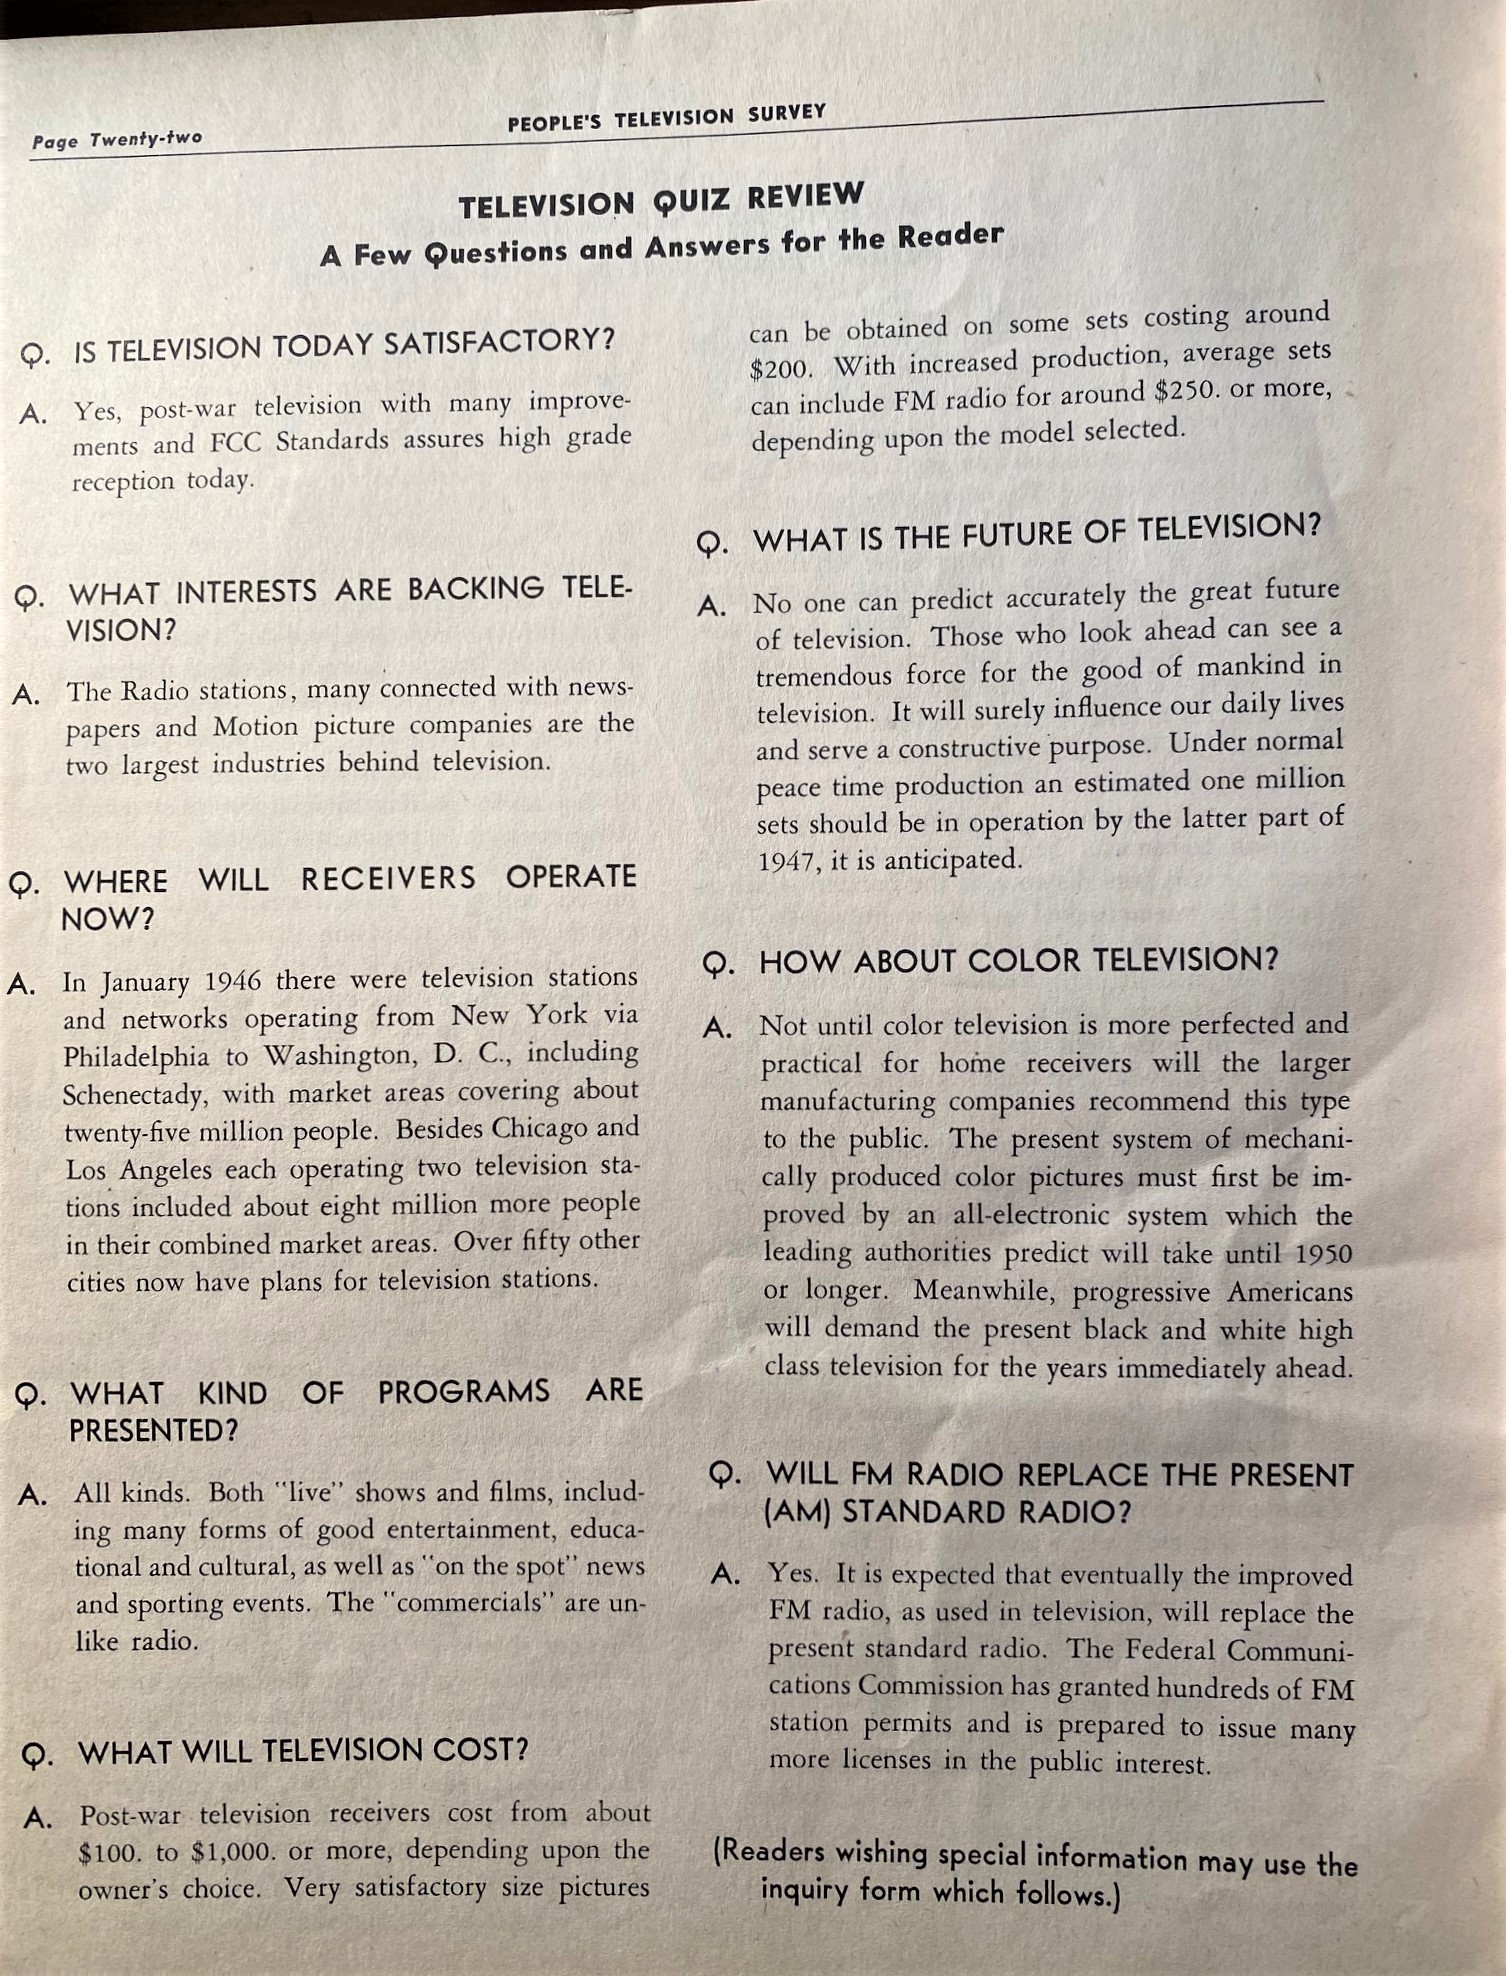 Page Twenty-two
PEOPLE'S TELEVISION SURVEY
TELEVISION QUIZ REVIEW
A Few Questions and Answers for the Reader
Q. IS TELEVISION TODAY SATISFACTORY?
A. Yes, post-war television with many improve-
ments and FCC Standards assures high grade
reception today.
Q. WHAT INTERESTS ARE BACKING TELE-
VISION?
A. The Radio stations, many connected with news-
papers and Motion picture companies are the
two largest industries behind television.
Q. WHERE WILL RECEIVERS OPERATE
NOW?
A. In January 1946 there were television stations
and networks operating from New York via
Philadelphia to Washington, D. C., including
Schenectady, with market areas covering about
twenty-five million people. Besides Chicago and
Los Angeles each operating two television sta-
tions included about eight million more people
in their combined market areas. Over fifty other
cities now have plans for television stations.
Q. WHAT KIND OF PROGRAMS ARE
PRESENTED?
A. All kinds. Both "live" shows and films, includ-
ing many forms of good entertainment, educa-
tional and cultural, as well as "on the spot" news
and sporting events. The "commercials" are un-
like radio.
Q. WHAT WILL TELEVISION COST?
A. Post-war television receivers cost from about
$100. to $1,000. or more, depending upon the
owner's choice. Very satisfactory size pictures
can be obtained on some sets costing around
$200. With increased production, average sets
can include FM radio for around $250. or more,
depending upon the model selected.
Q. WHAT IS THE FUTURE OF TELEVISION?
A. No one can predict accurately the great future
of television. Those who look ahead can see a
tremendous force for the good of mankind in
television. It will surely influence our daily lives
and serve a constructive purpose. Under normal
peace time production an estimated one million
sets should be in operation by the latter part of
1947, it is anticipated.
Q. HOW ABOUT COLOR TELEVISION?
A. Not until color television is more perfected and
practical for home receivers will the larger
manufacturing companies recommend this type
to the public. The present system of mechani-
cally produced color pictures must first be im-
proved by an all-electronic system which the
leading authorities predict will take until 1950
or longer. Meanwhile, progressive Americans
will demand the present black and white high
class television for the years immediately ahead.
Q. WILL FM RADIO REPLACE THE PRESENT
(AM) STANDARD RADIO?
A. Yes. It is expected that eventually the improved
FM radio, as used in television, will replace the
present standard radio. The Federal Communi-
cations Commission has granted hundreds of FM
station permits and is prepared to issue many
more licenses in the public interest.
(Readers wishing special information may use the
inquiry form which follows.)